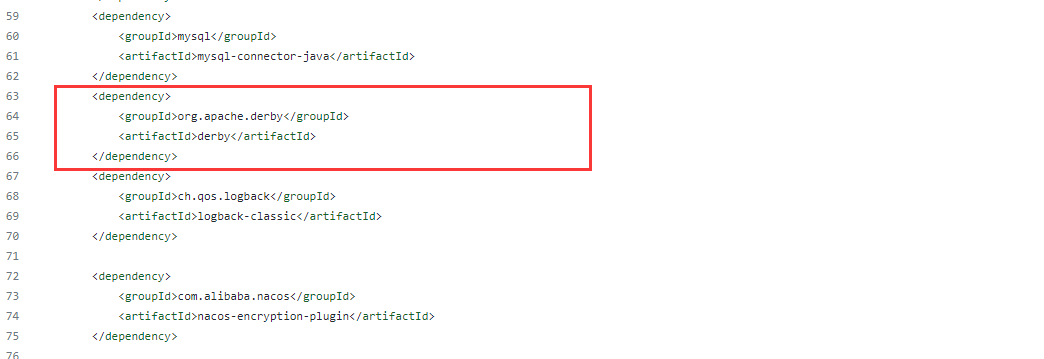 59 <dependency>
60 <groupId>mysql</groupId>
61 <artifactId>mysql-connector-java</artifactId>
62 </dependency>
63 <dependency>
64 <groupId>org.apache.derby</groupId>
65 <artifactId>derby</artifactId>
66 </dependency>
67 <dependency>
68 <groupId>ch.qos.logback</groupId>
69 <artifactId>logback-classic</artifactId>
70 </dependency>
71
72 <dependency>
73 <groupId>com.alibaba.nacos</groupId>
74 <artifactId>nacos-encryption-plugin</artifactId>
75 </dependency>
76